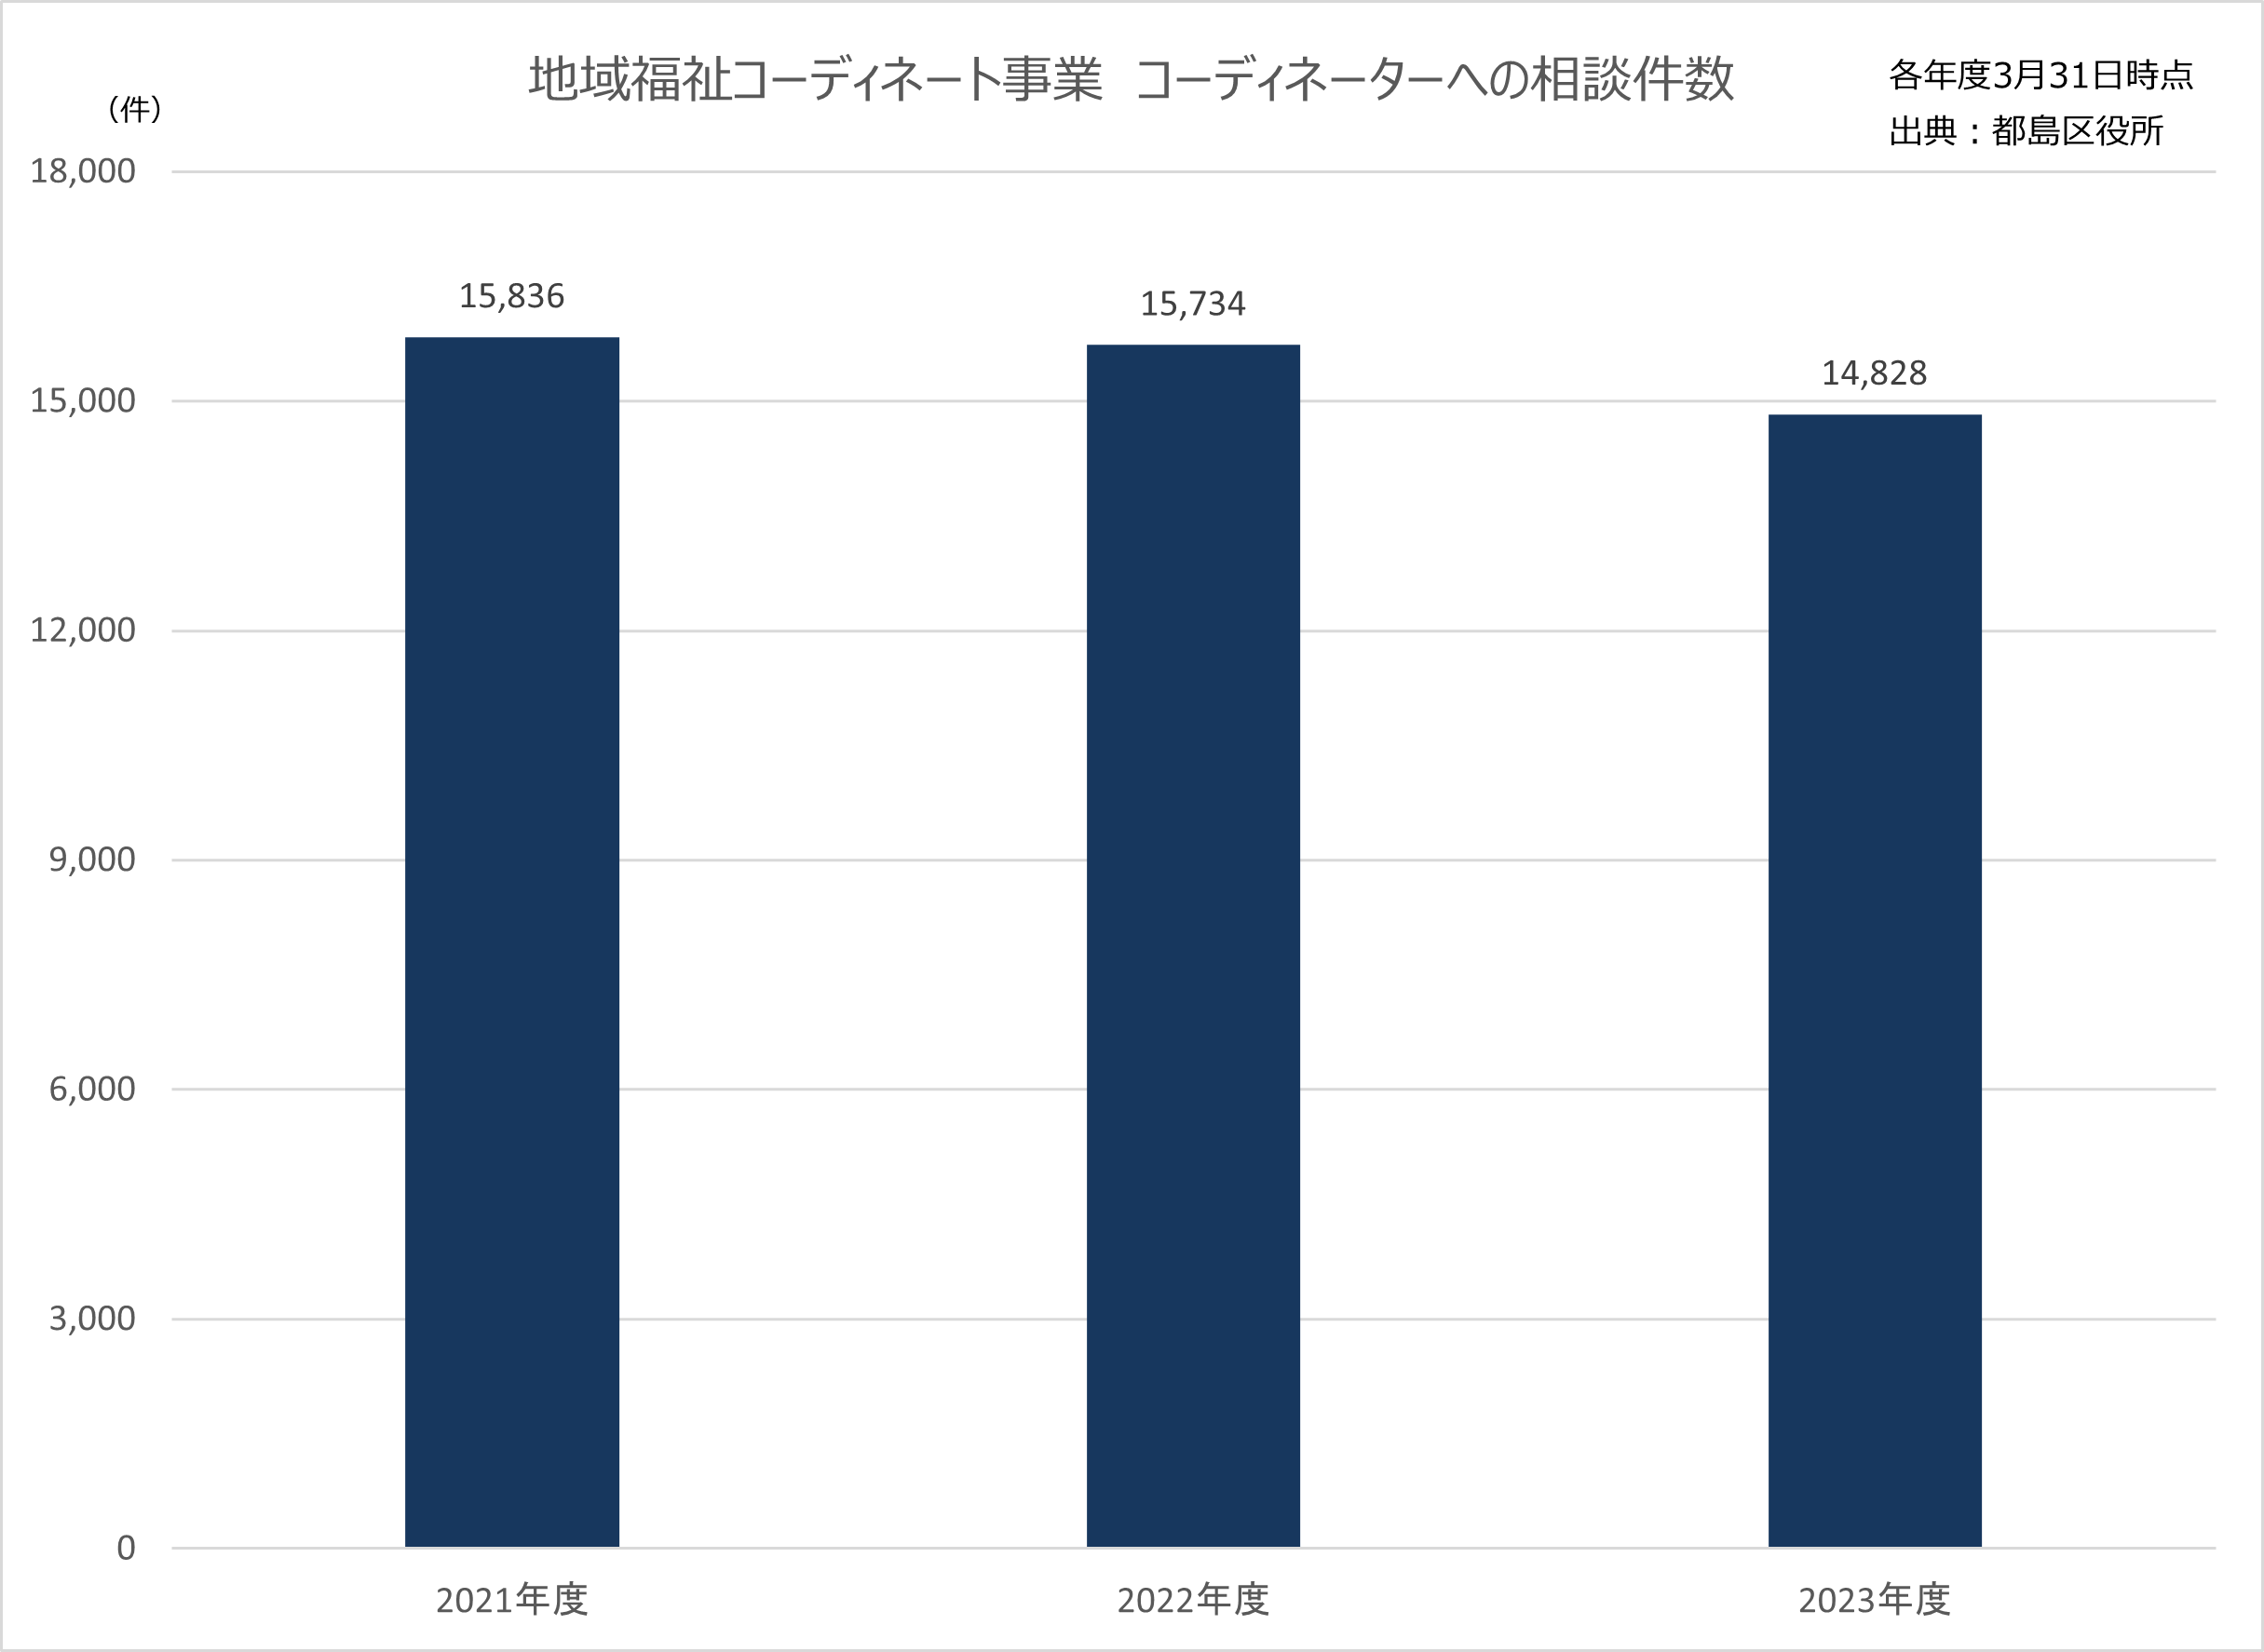 地域福祉コーディネート事業 コーディネーターへの相談件数
各年度3月31日時点
出典：都島区役所
(件)
18,000
15,000
12,000
9,000
6,000
3,000
0
15,836
15,734
14,828
2021年度
2022年度
2023年度